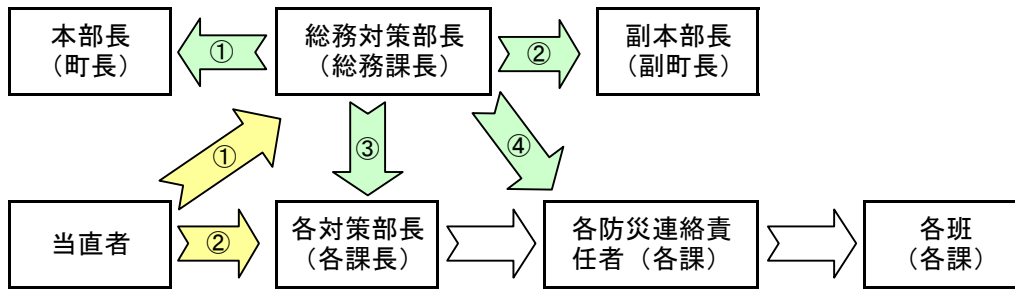 本部長
（町長）
①
総務対策部長
（総務課長）
②
副本部長
（副町長）
①
③
④
当直者
②
各対策部長
（各課長）
各防災連絡責
任者（各課）
各班
（各課）